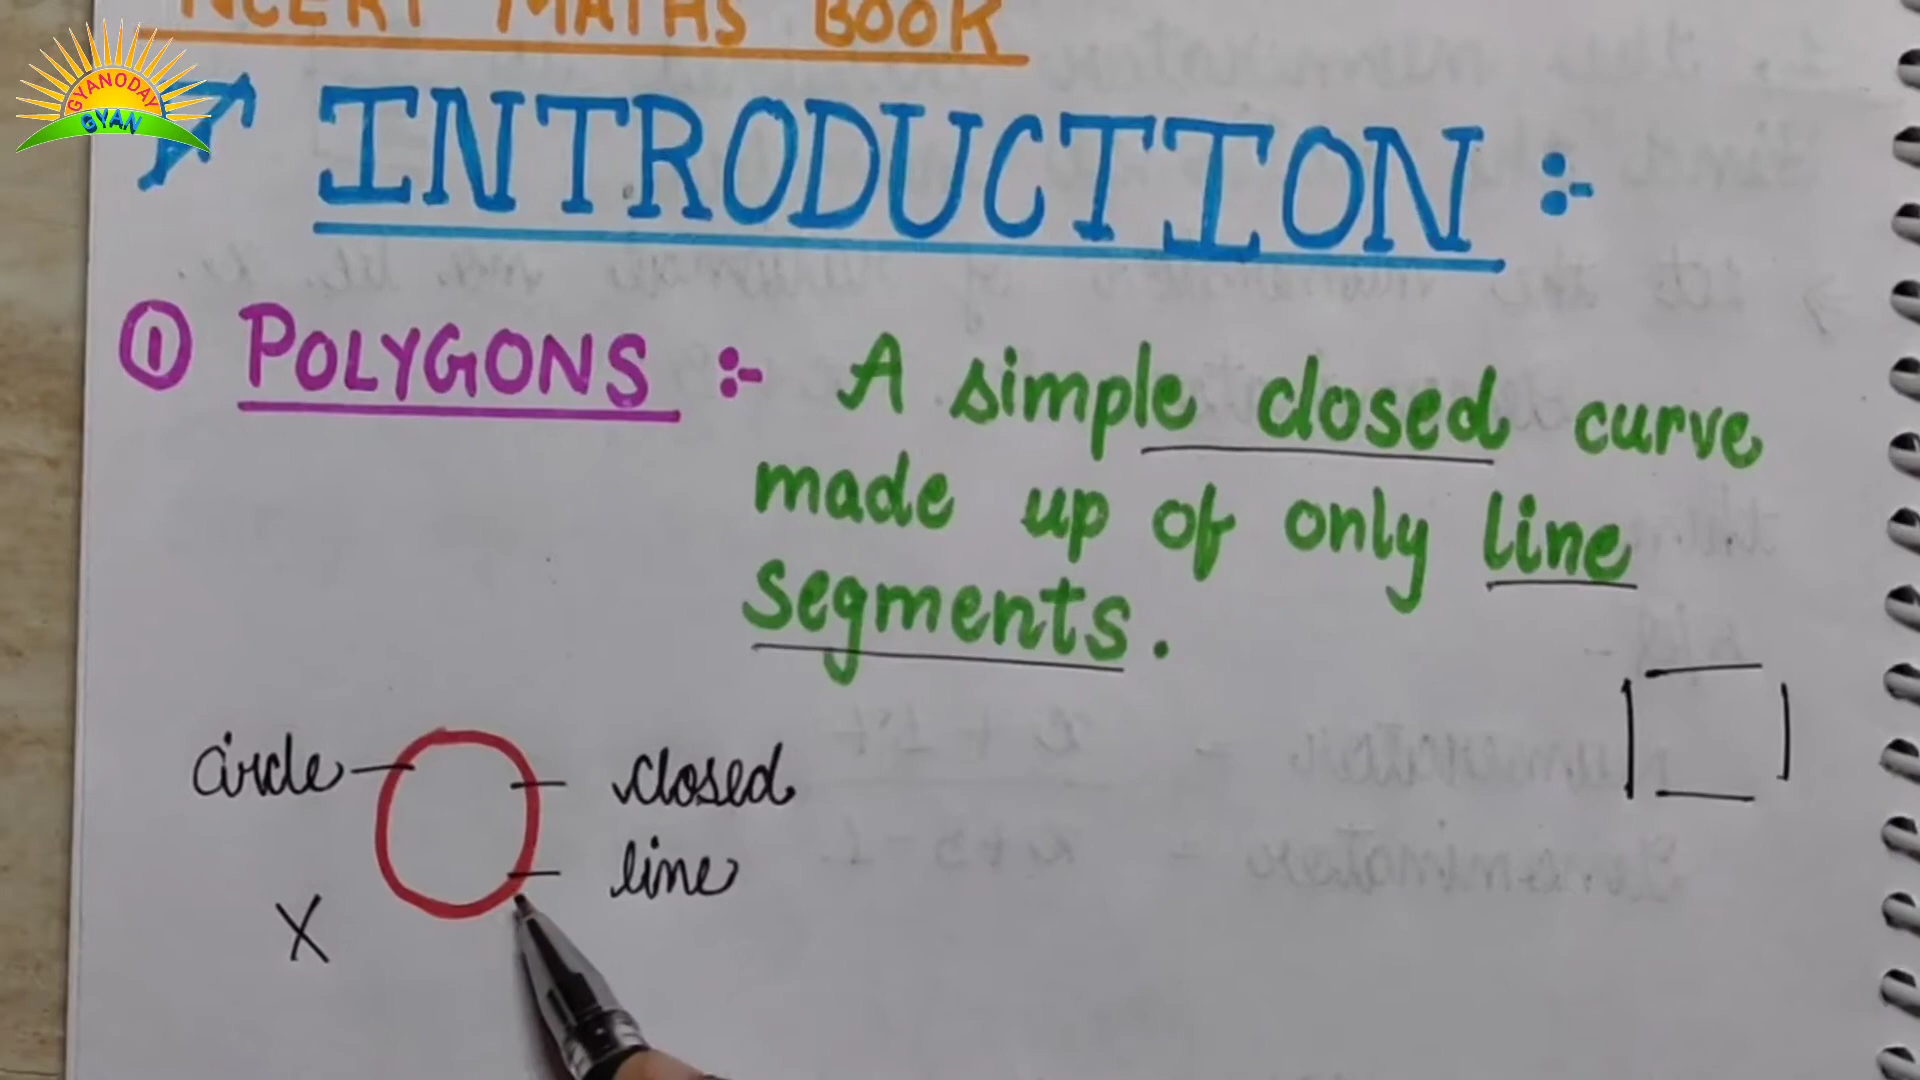 NCERT MATHS BOOK
GYANODAY
GYAN
INTRODUCTION :-
① POLYGONS :- A simple closed curve
made up of only line
segments.
circle closed
line
X